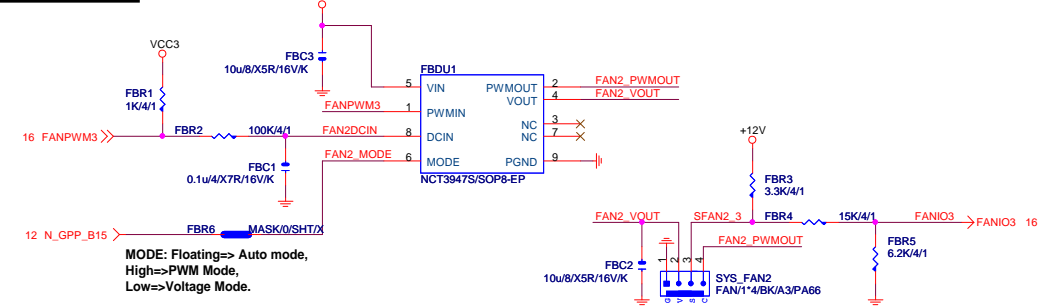 VCC3
FBC3
10u/8/X5R/16V/K
FBDU1
FBR1
1K/4/1
5 VIN
PWMOUT 2 FAN2_PWMOUT
VOUT 4 FAN2_VOUT
FANPWM3 1 PWMIN
NC 3
NC 7
16 FANPWM3
FBR2 100K/4/1 FAN2DCIN 8 DCIN
+12V
FAN2_MODE 6 MODE
PGND 9
FBC1
0.1u/4/X7R/16V/K
NCT3947S/SOP8-EP
FBR3
3.3K/4/1
FAN2_VOUT
SFAN2_3 FBR4 15K/4/1 FANIO3 FANIO3 16
12 N_GPP_B15
FBR6 MASK/0/SHT/X
FAN2_PWMOUT
FBR5
6.2K/4/1
MODE: Floating=> Auto mode,
High=>PWM Mode,
Low=>Voltage Mode.
1 2 3 4
FBC2
10u/8/X5R/16V/K
G V S C
SYS_FAN2
FAN/1*4/BK/A3/PA66